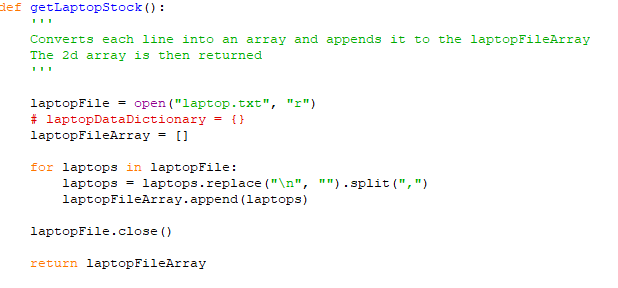 def getLaptopStock():
    '''
    Converts each line into an array and appends it to the laptopFileArray
    The 2d array is then returned
    '''
    laptopFile = open("laptop.txt", "r")
    # laptopDataDictionary = {}
    laptopFileArray = []
    for laptops in laptopFile:
        laptops = laptops.replace("\n", "").split(",")
        laptopFileArray.append(laptops)
    laptopFile.close()
    return laptopFileArray